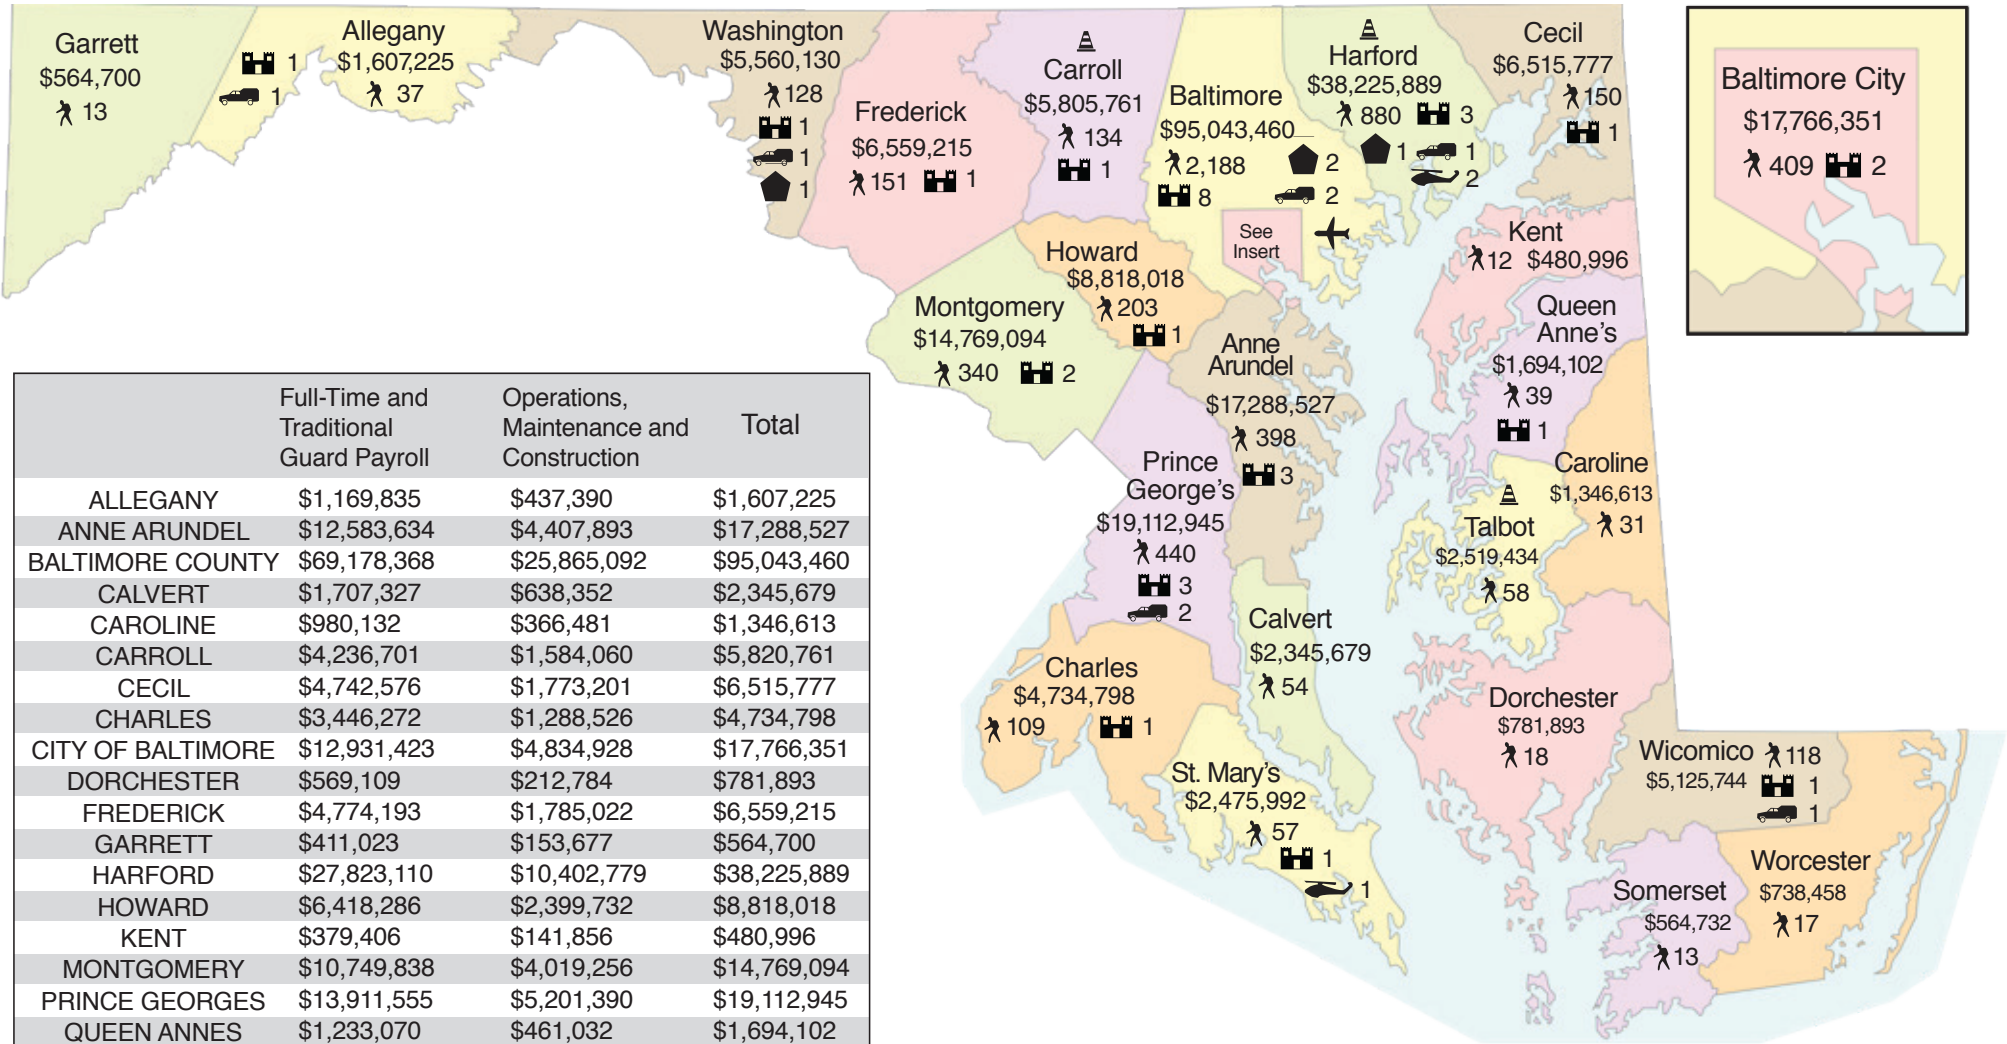 Garrett
$564,700
13
1
1
Allegany
$1,607,225
37
Washington
$5,560,130
128
1
1
1
Frederick
$6,559,215
151 1
Carroll
$5,805,761
134
1
Baltimore
$95,043,460
2,188
8
2
2
See
Insert
Harford
$38,225,889
880 3
1 1
2
Cecil
$6,515,777
150
1
Baltimore City
$17,766,351
409 2
Kent
12 $480,996
Howard
$8,818,018
203
1
Montgomery
$14,769,094
340 2
Anne
Arundel
$17,288,527
398
3
Queen
Anne's
$1,694,102
39
1
Prince
George's
$19,112,945
440
3
2
Caroline
$1,346,613
31
Talbot
$2,519,434
58
Calvert
$2,345,679
54
Charles
$4,734,798
109 1
Dorchester
$781,893
18
St. Mary's
$2,475,992
57
1
1
Wicomico 118
$5,125,744 1
1
Worcester
$738,458
17
Somerset
$564,732
13
Full-Time and
Traditional
Guard Payroll
Operations,
Maintenance and
Construction
Total
ALLEGANY $1,169,835 $437,390 $1,607,225
ANNE ARUNDEL $12,583,634 $4,407,893 $17,288,527
BALTIMORE COUNTY $69,178,368 $25,865,092 $95,043,460
CALVERT $1,707,327 $638,352 $2,345,679
CAROLINE $980,132 $366,481 $1,346,613
CARROLL $4,236,701 $1,584,060 $5,820,761
CECIL $4,742,576 $1,773,201 $6,515,777
CHARLES $3,446,272 $1,288,526 $4,734,798
CITY OF BALTIMORE $12,931,423 $4,834,928 $17,766,351
DORCHESTER $569,109 $212,784 $781,893
FREDERICK $4,774,193 $1,785,022 $6,559,215
GARRETT $411,023 $153,677 $564,700
HARFORD $27,823,110 $10,402,779 $38,225,889
HOWARD $6,418,286 $2,399,732 $8,818,018
KENT $379,406 $141,856 $480,996
MONTGOMERY $10,749,838 $4,019,256 $14,769,094
PRINCE GEORGES $13,911,555 $5,201,390 $19,112,945
QUEEN ANNES $1,233,070 $461,032 $1,694,102